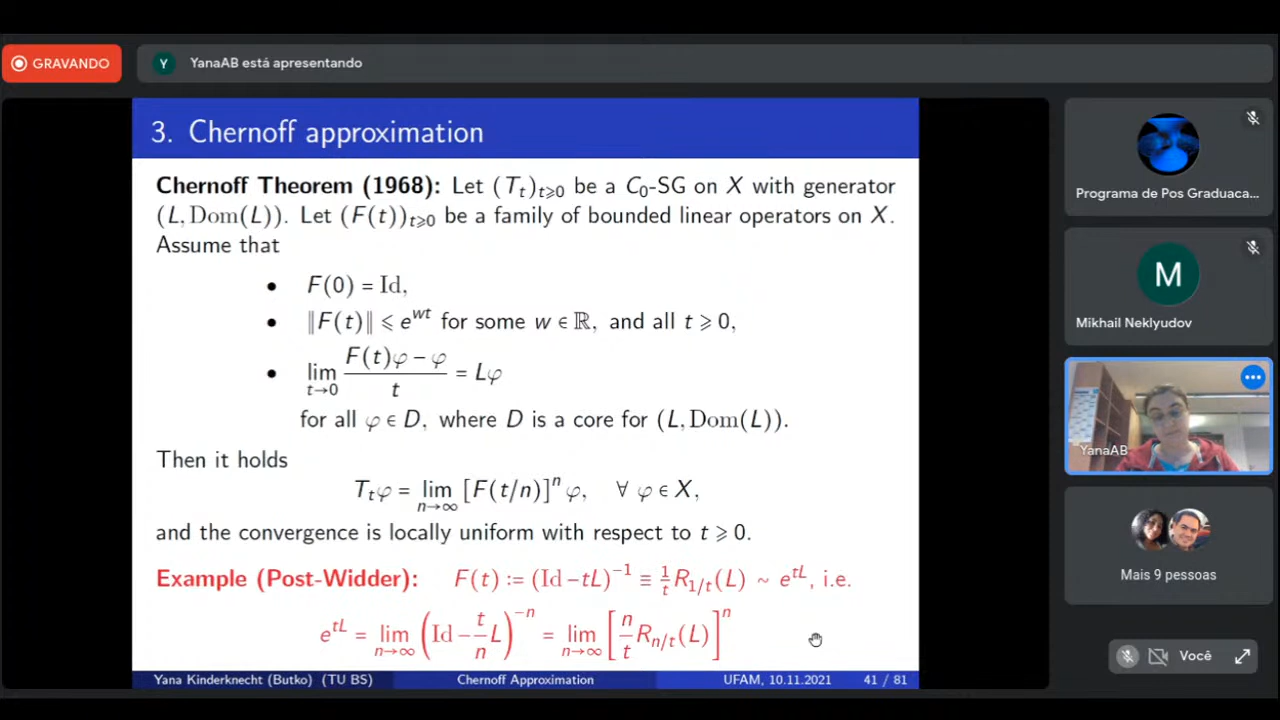 GRAVANDO
Y YanaAB está apresentando
3. Chernoff approximation
Chernoff Theorem (1968): Let (T_t)_{t⩾0} be a C_0-SG on X with generator
(L, Dom(L)). Let (F(t))_{t⩾0} be a family of bounded linear operators on X.
Assume that
• F(0) = Id,
• ‖F(t)‖ ⩽ e^{wt} for some w ∈ ℝ, and all t ⩾ 0,
• lim_{t→0} (F(t)φ − φ)/t = Lφ
for all φ ∈ D, where D is a core for (L, Dom(L)).
Then it holds
T_tφ = lim_{n→∞} [F(t/n)]^n φ, ∀ φ ∈ X,
and the convergence is locally uniform with respect to t ⩾ 0.
Example (Post-Widder): F(t) := (Id − tL)^{−1} ≡ 1/t R_{1/t}(L) ~ e^{tL}, i.e.
e^{tL} = lim_{n→∞} (Id − t/n L)^{−n} = lim_{n→∞} [n/t R_{n/t}(L)]^n
Yana Kinderknecht (Butko) (TU BS) Chernoff Approximation UFAM, 10.11.2021 41 / 81
Programa de Pos Graduaca...
M
Mikhail Neklyudov
YanaAB
Mais 9 pessoas
Você